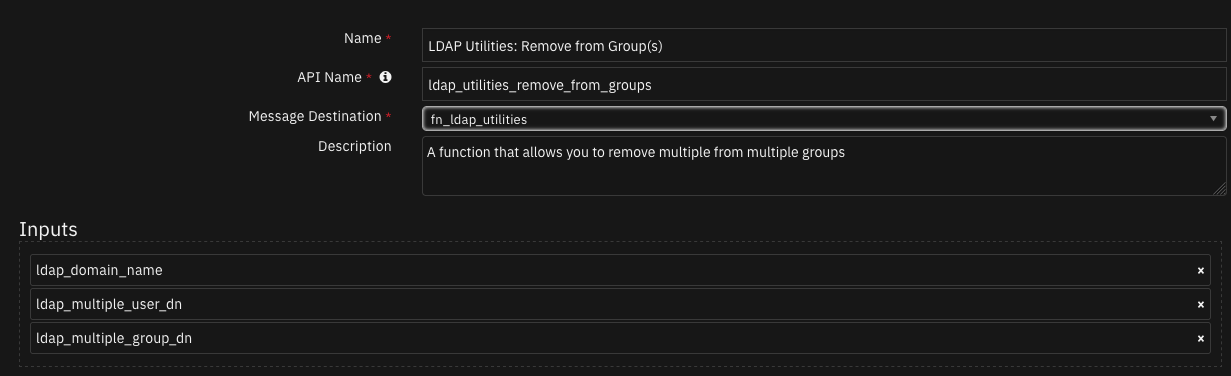 Name *
LDAP Utilities: Remove from Group(s)
API Name *
ldap_utilities_remove_from_groups
Message Destination *
fn_ldap_utilities
Description
A function that allows you to remove multiple from multiple groups
Inputs
ldap_domain_name ×
ldap_multiple_user_dn ×
ldap_multiple_group_dn ×